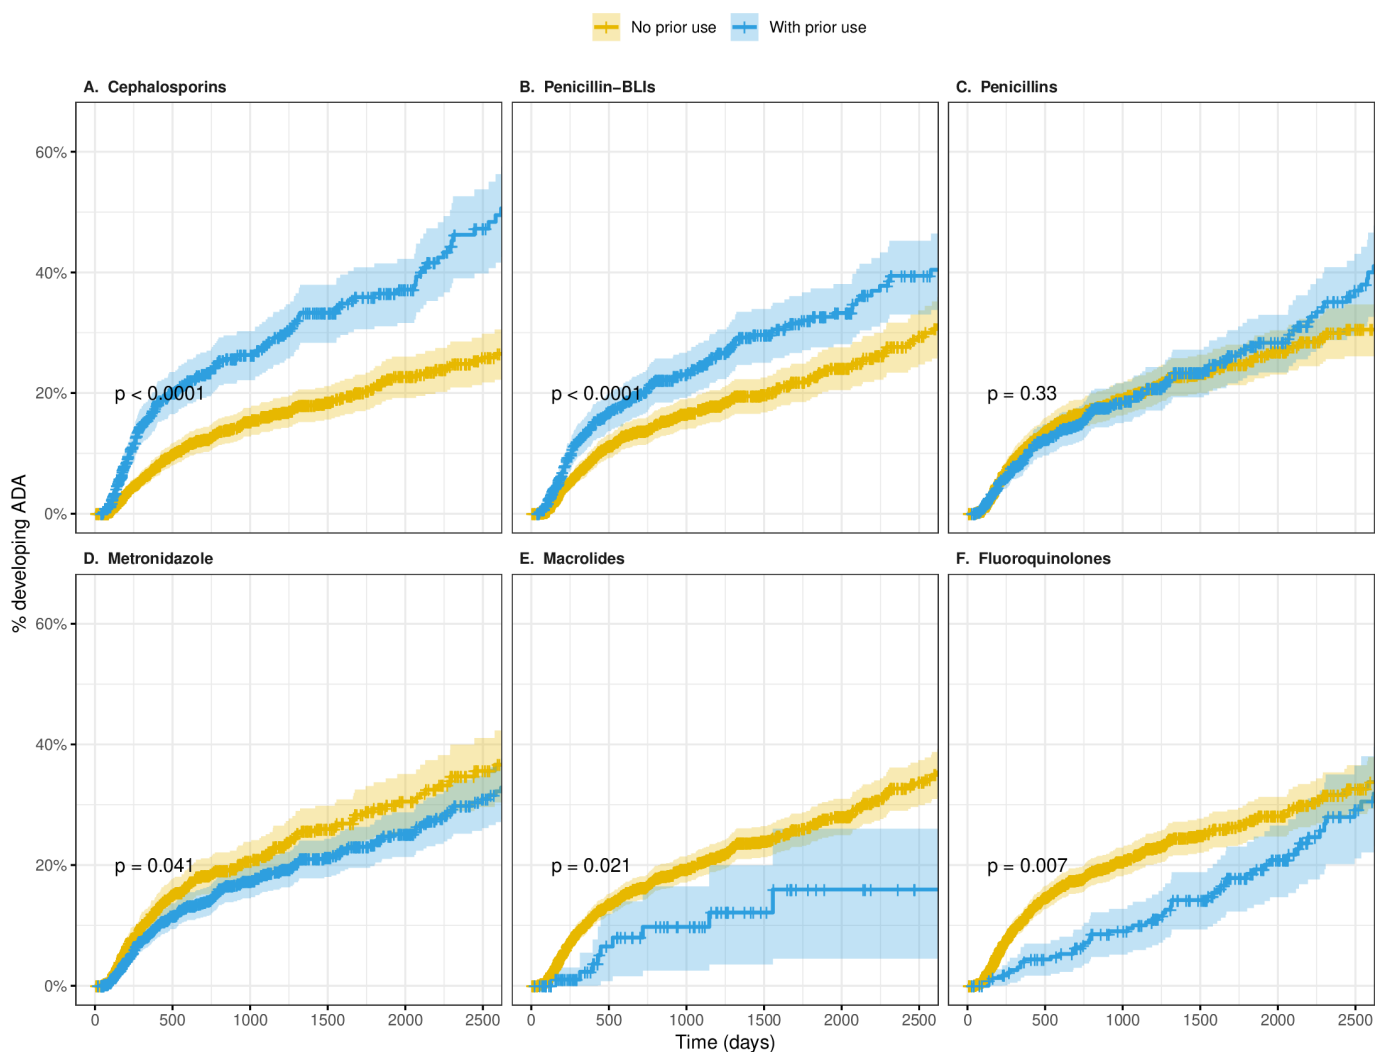 No prior use With prior use
A. Cephalosporins B. Penicillin−BLIs C. Penicillins
60%
40%
20%
0%
p < 0.0001 p < 0.0001 p = 0.33
% developing ADA
D. Metronidazole E. Macrolides F. Fluoroquinolones
60%
40%
20%
0%
p = 0.041 p = 0.021 p = 0.007
0 500 1000 1500 2000 2500 0 500 1000 1500 2000 2500 0 500 1000 1500 2000 2500
Time (days)